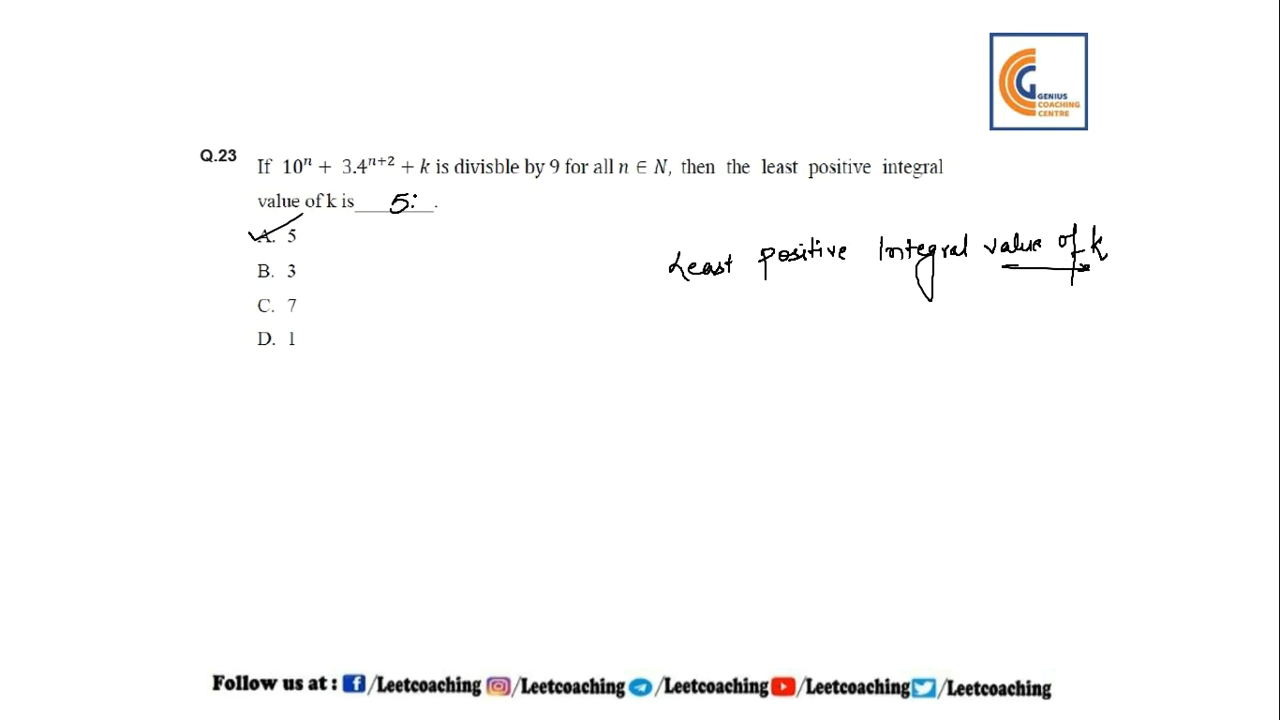 GENIUS
COACHING
CENTRE
Q.23 If 10ⁿ + 3.4ⁿ⁺² + k is divisble by 9 for all n ∈ N, then the least positive integral
value of k is 5: .
A. 5
Least positive Integral value of k
B. 3
C. 7
D. 1
Follow us at : /Leetcoaching /Leetcoaching /Leetcoaching /Leetcoaching /Leetcoaching